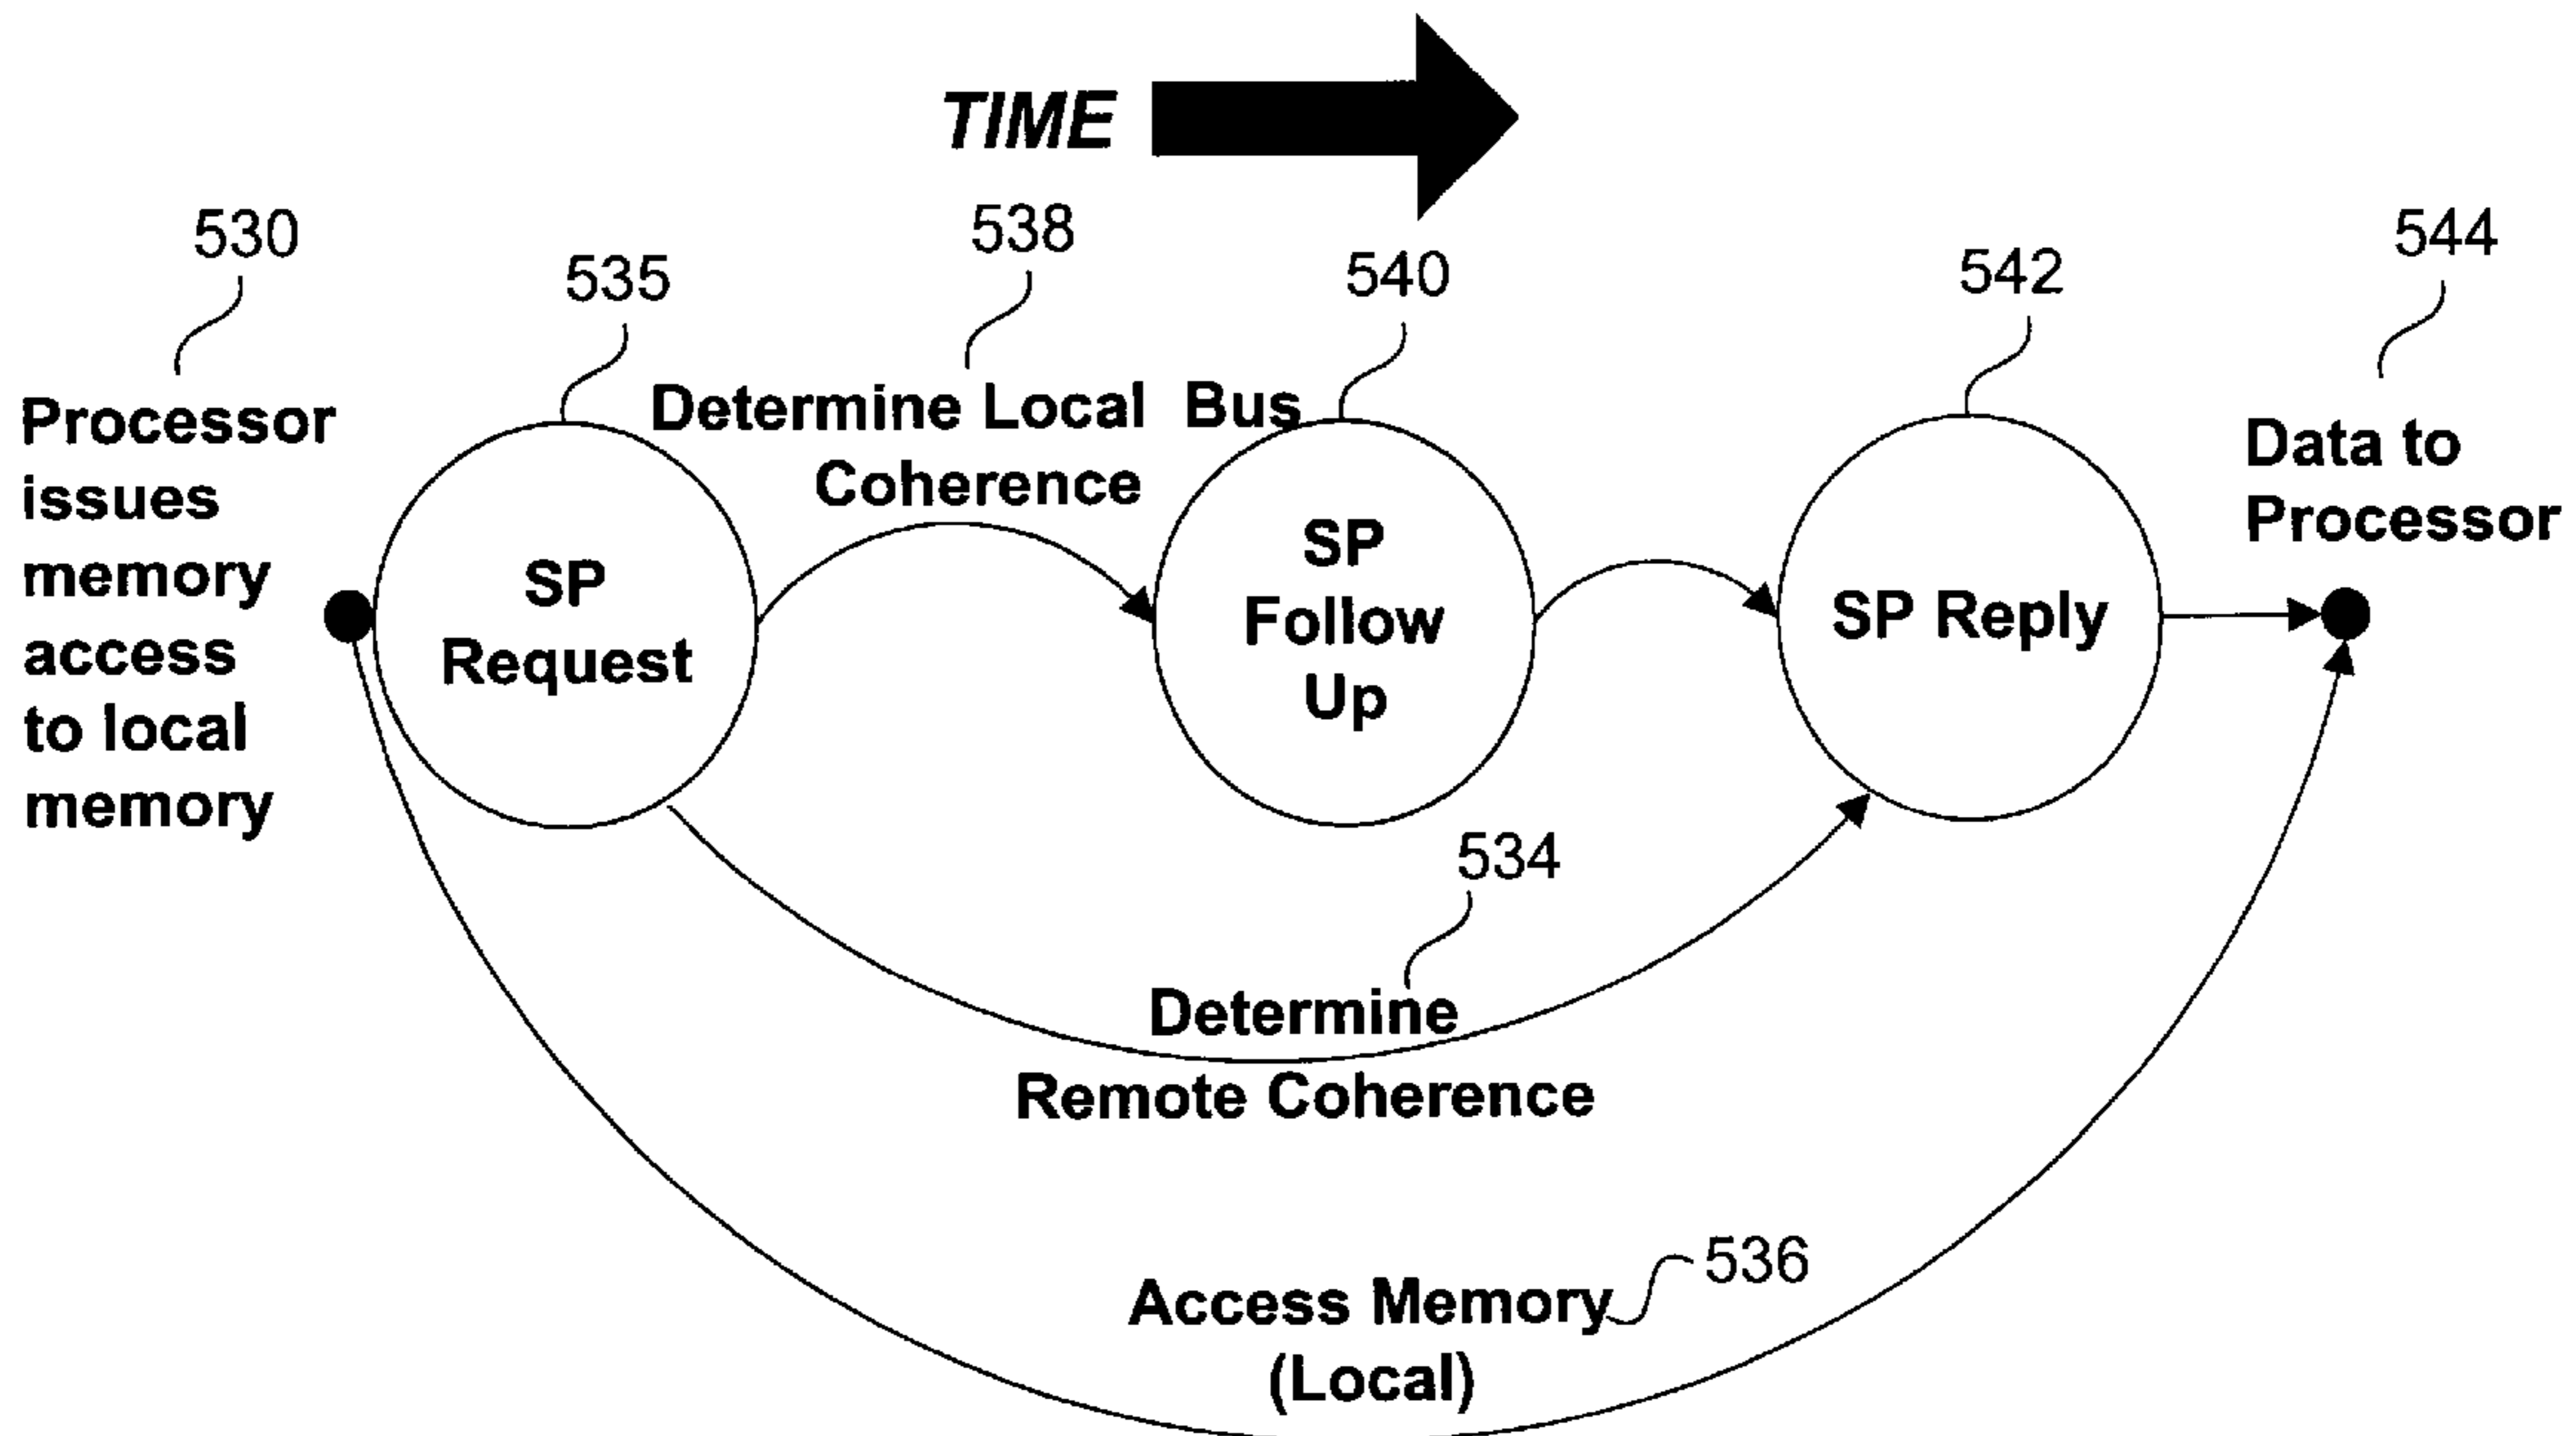 TIME
530
535
538
540
542
544
Processor
issues
memory
access
to local
memory
Determine Local Bus
Coherence
SP
Request
SP
Follow
Up
SP Reply
Data to
Processor
534
Determine
Remote Coherence
536
Access Memory
(Local)